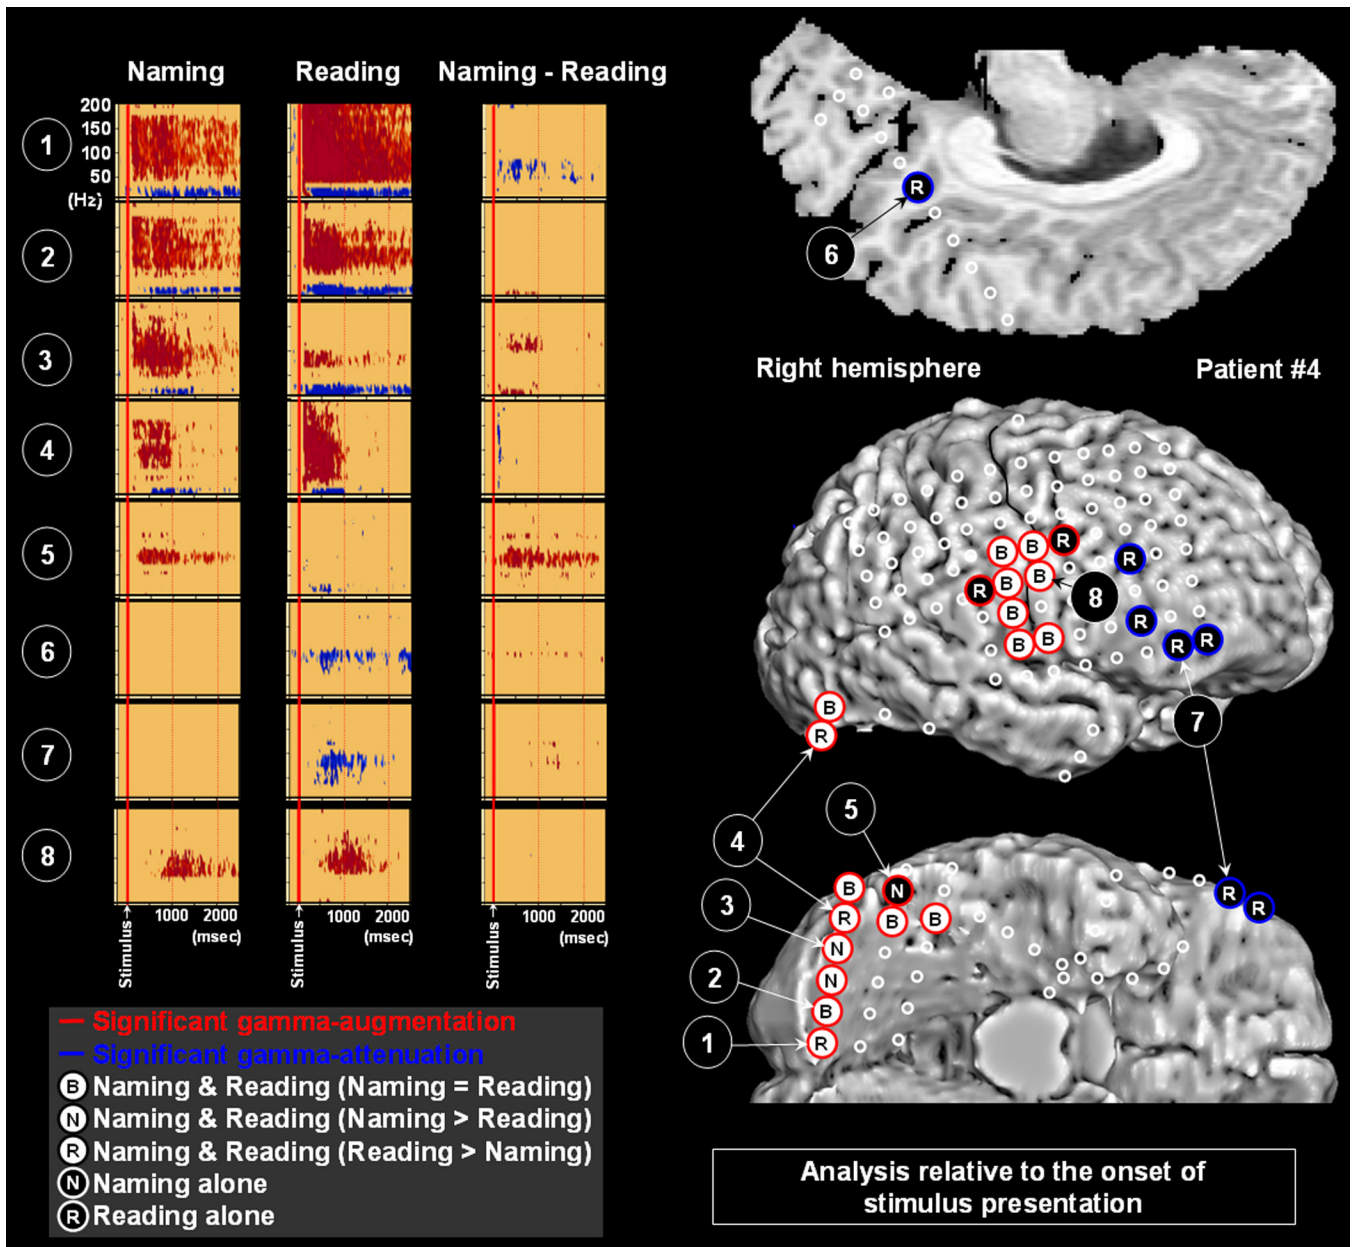 Naming Reading Naming - Reading
200
150
100
50
(Hz)
1
2
3
4
5
6
7
8
1000 2000
(msec)
Stimulus
1000 2000
(msec)
Stimulus
1000 2000
(msec)
Stimulus
Significant gamma-augmentation
Significant gamma-attenuation
B Naming & Reading (Naming = Reading)
N Naming & Reading (Naming > Reading)
R Naming & Reading (Reading > Naming)
N Naming alone
R Reading alone
R
6
Right hemisphere Patient #4
B B R
R
R B B
8
B
R
B B
R R
7
B
R
5
4
B N
R R
3
R B B
N
2
N
B
1
R
Analysis relative to the onset of
stimulus presentation